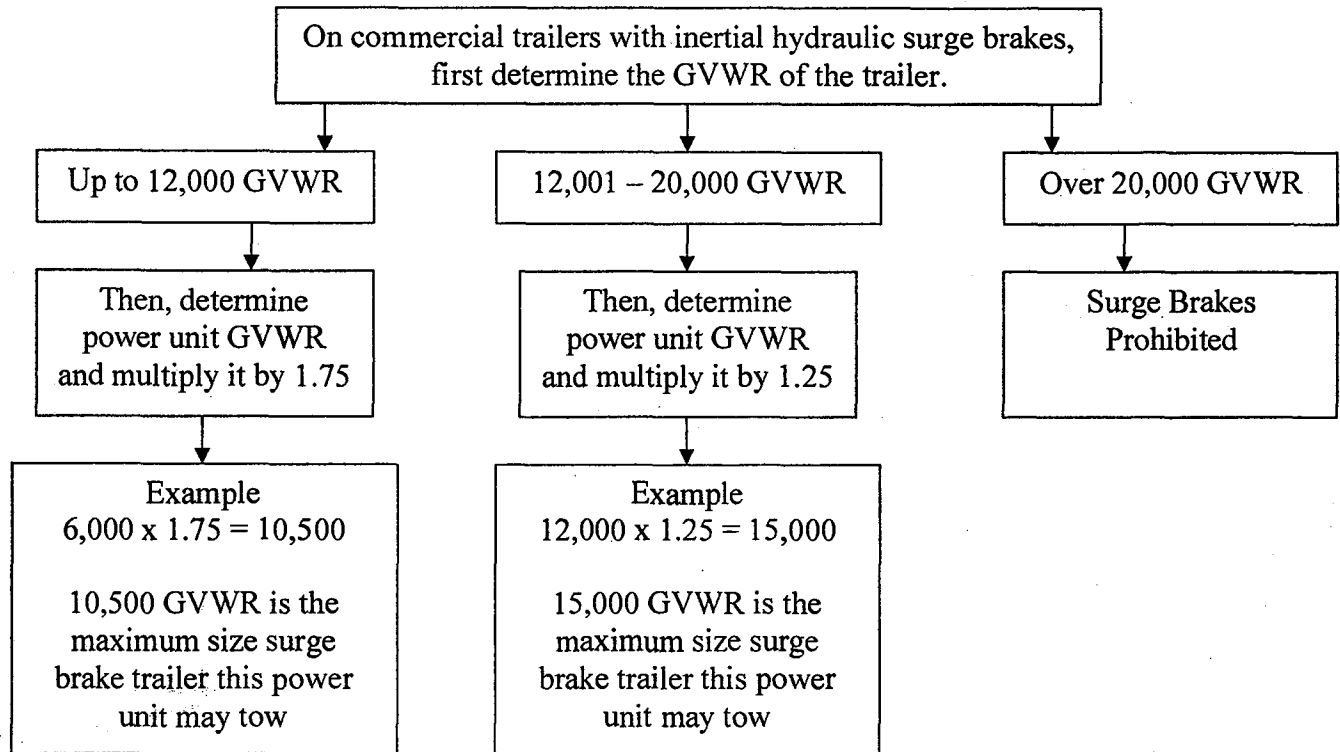 On commercial trailers with inertial hydraulic surge brakes,
first determine the GVWR of the trailer.
Up to 12,000 GVWR
12,001 – 20,000 GVWR
Over 20,000 GVWR
Then, determine
power unit GVWR
and multiply it by 1.75
Then, determine
power unit GVWR
and multiply it by 1.25
Surge Brakes
Prohibited
Example
6,000 x 1.75 = 10,500
10,500 GVWR is the
maximum size surge
brake trailer this power
unit may tow
Example
12,000 x 1.25 = 15,000
15,000 GVWR is the
maximum size surge
brake trailer this power
unit may tow